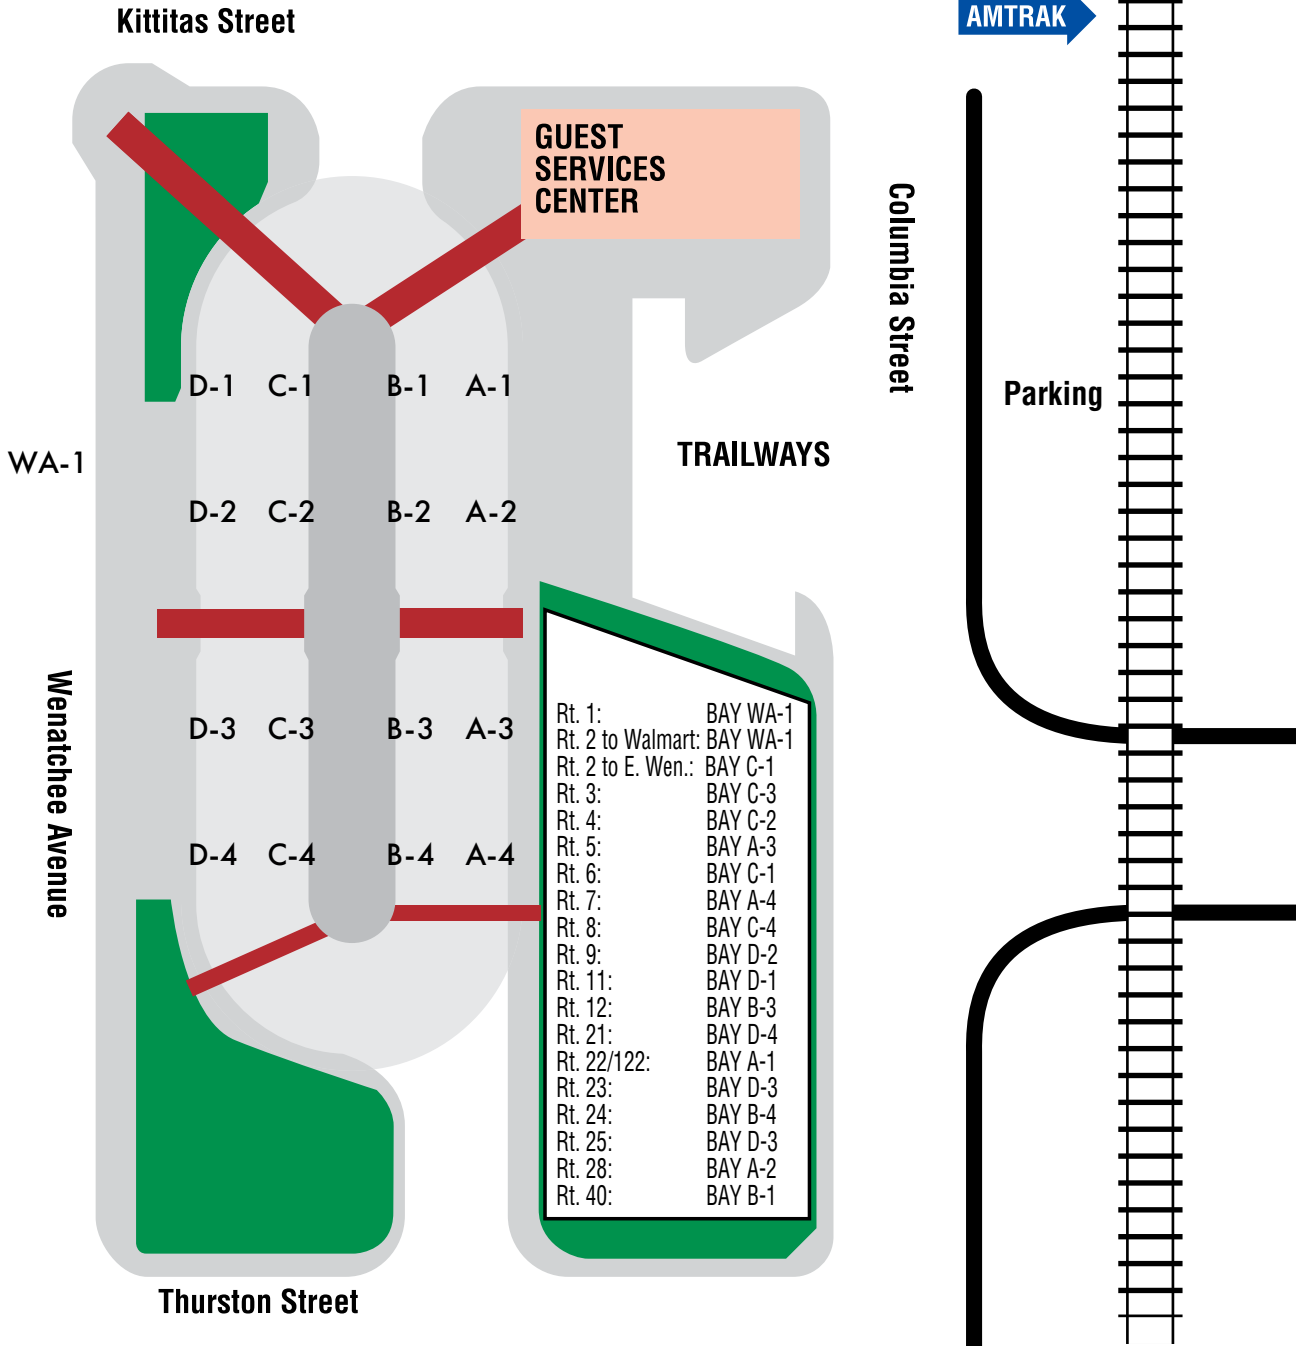 Kittitas Street
AMTRAK
GUEST
SERVICES
CENTER
Columbia Street
D-1 C-1 B-1 A-1
Parking
WA-1
TRAILWAYS
D-2 C-2 B-2 A-2
Wenatchee Avenue
D-3 C-3 B-3 A-3
D-4 C-4 B-4 A-4
Rt. 1: BAY WA-1
Rt. 2 to Walmart: BAY WA-1
Rt. 2 to E. Wen.: BAY C-1
Rt. 3: BAY C-3
Rt. 4: BAY C-2
Rt. 5: BAY A-3
Rt. 6: BAY C-1
Rt. 7: BAY A-4
Rt. 8: BAY C-4
Rt. 9: BAY D-2
Rt. 11: BAY D-1
Rt. 12: BAY B-3
Rt. 21: BAY D-4
Rt. 22/122: BAY A-1
Rt. 23: BAY D-3
Rt. 24: BAY B-4
Rt. 25: BAY D-3
Rt. 28: BAY A-2
Rt. 40: BAY B-1
Thurston Street